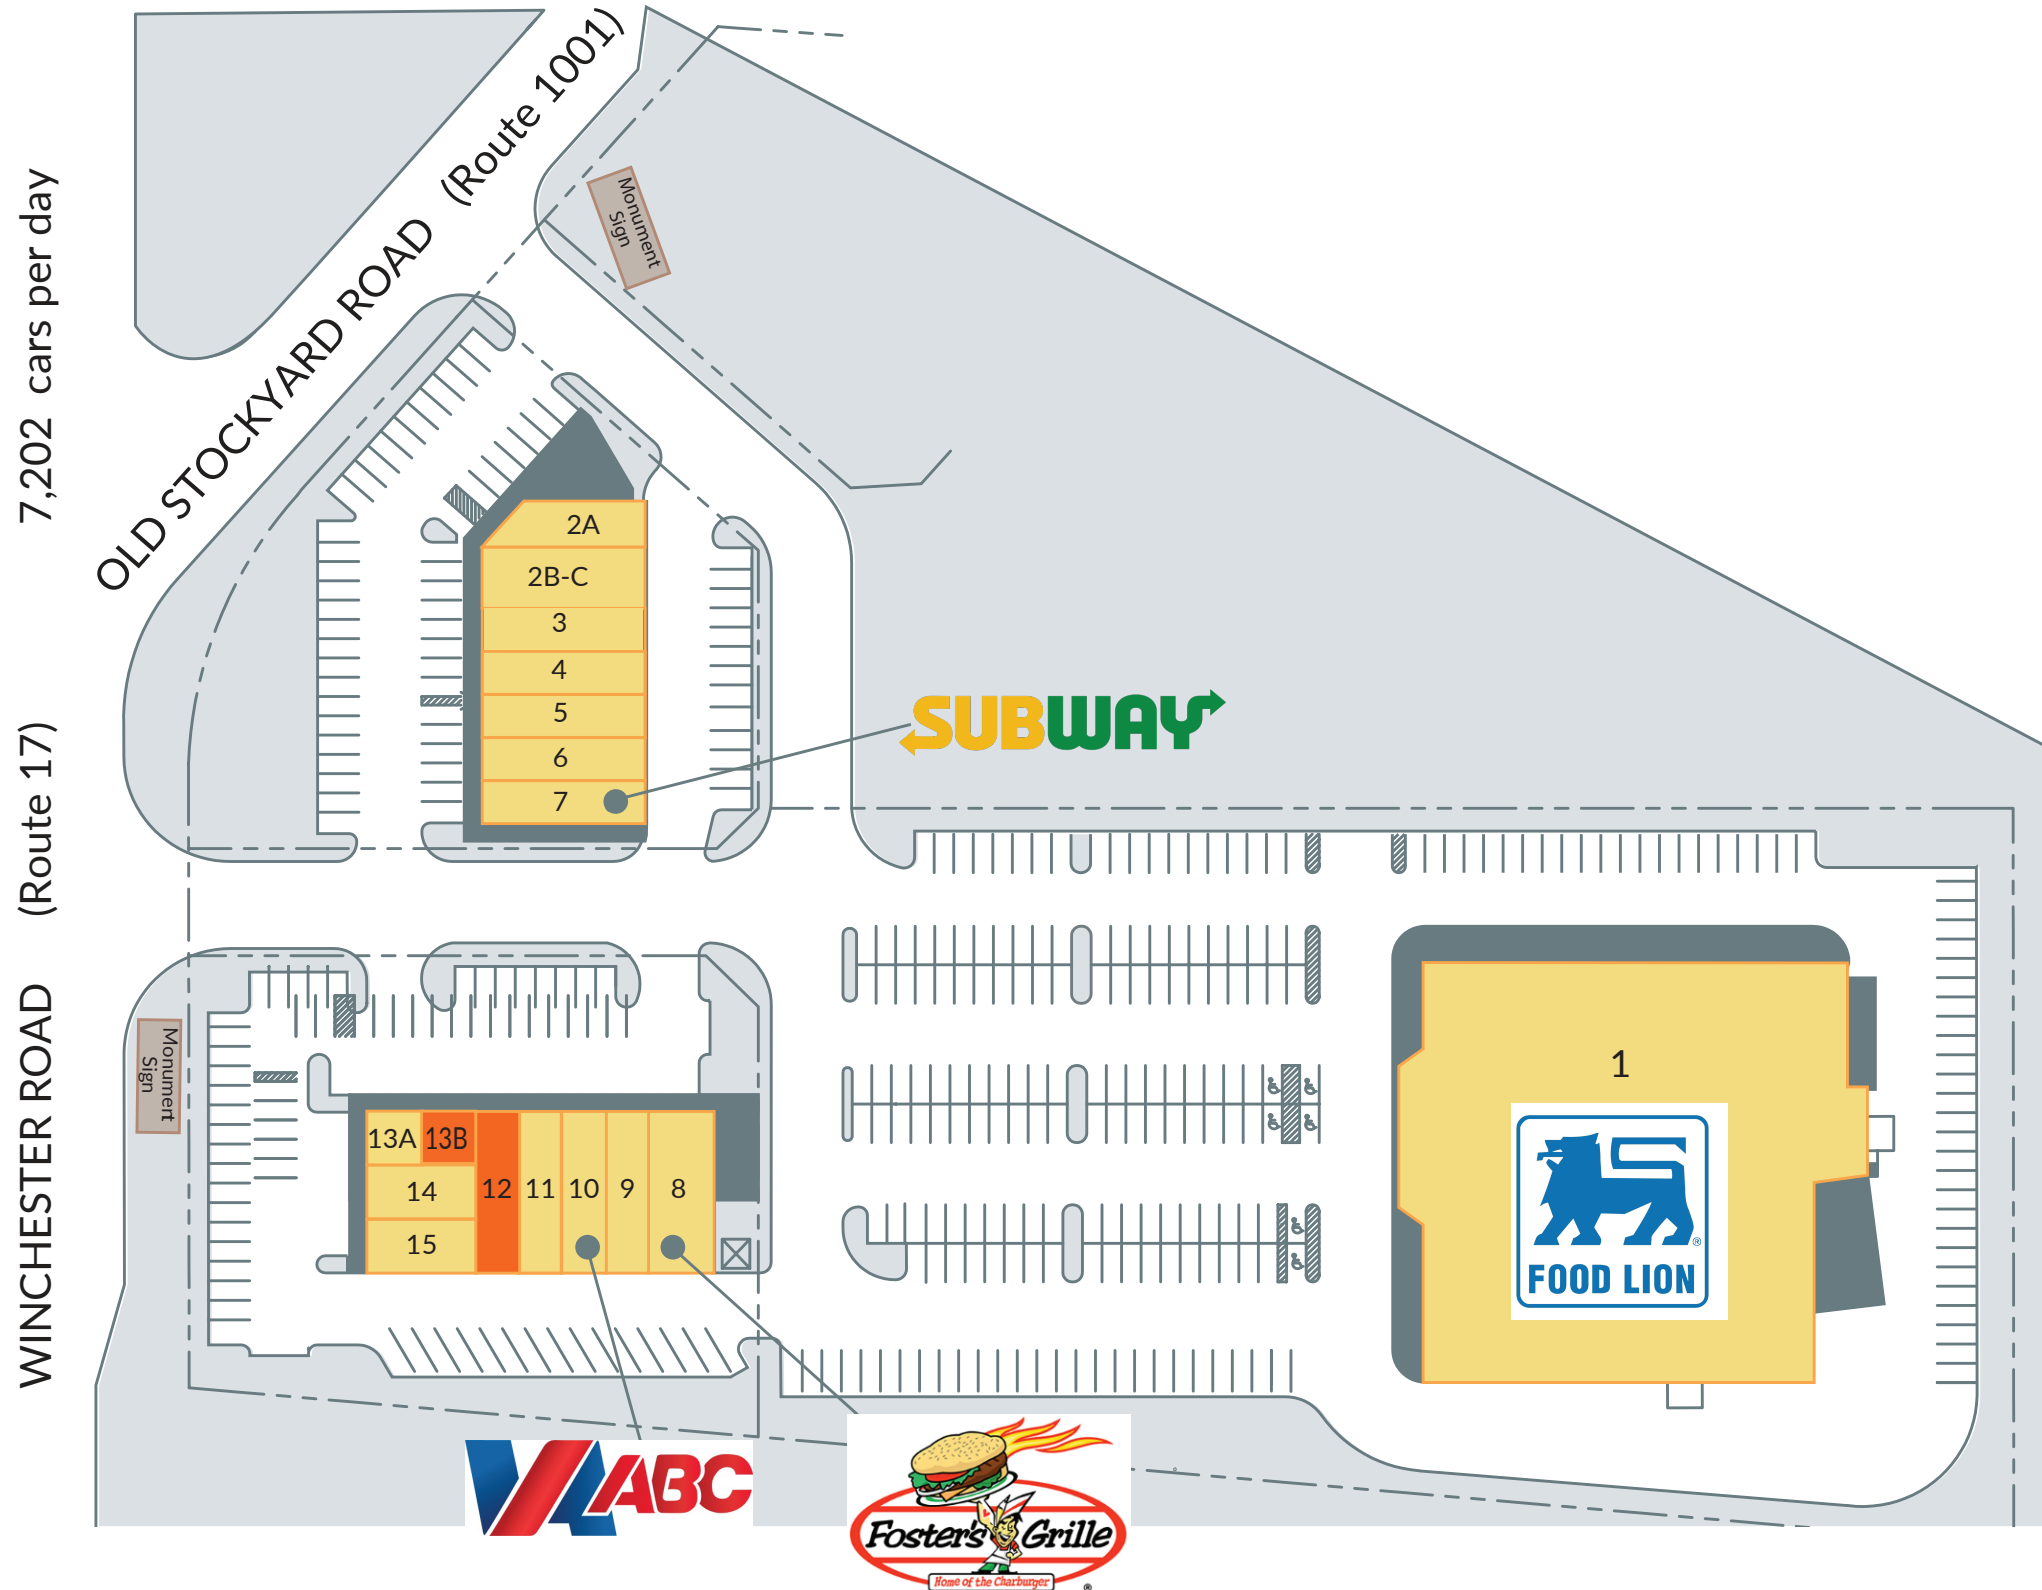 OLD STOCKYARD ROAD (Route 1001)
7,202 cars per day
WINCHESTER ROAD (Route 17)
Monument
Sign
2A
2B-C
3
4
5
6
7
SUBWAY
Monumert
Sign
13A
13B
14
15
12
11
10
9
8
1
FOOD LION
®
VA ABC
Foster's Grille
Home of the Charburger
®